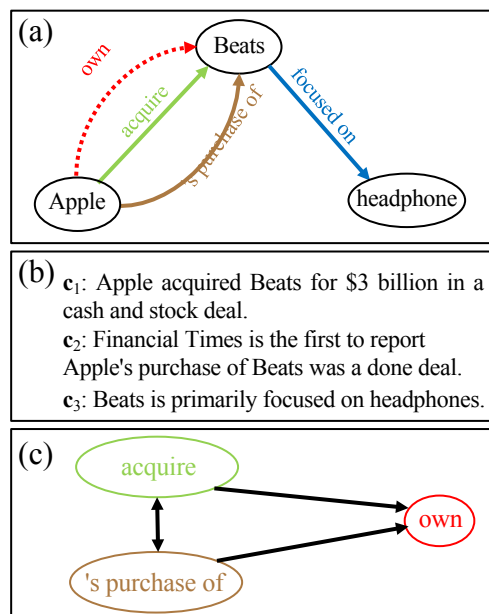 (a)
Beats
own
acquire
's purchase of
focused on
Apple
headphone
(b)
c1: Apple acquired Beats for $3 billion in a
cash and stock deal.
c2: Financial Times is the first to report
Apple's purchase of Beats was a done deal.
c3: Beats is primarily focused on headphones.
(c)
acquire
own
's purchase of